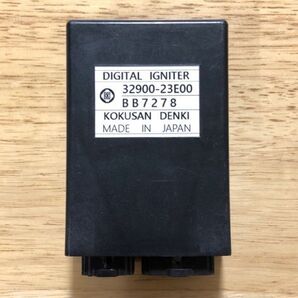 DIGITAL IGNITER
32900-23E00
BB7278
KOKUSAN DENKI
MADE IN JAPAN